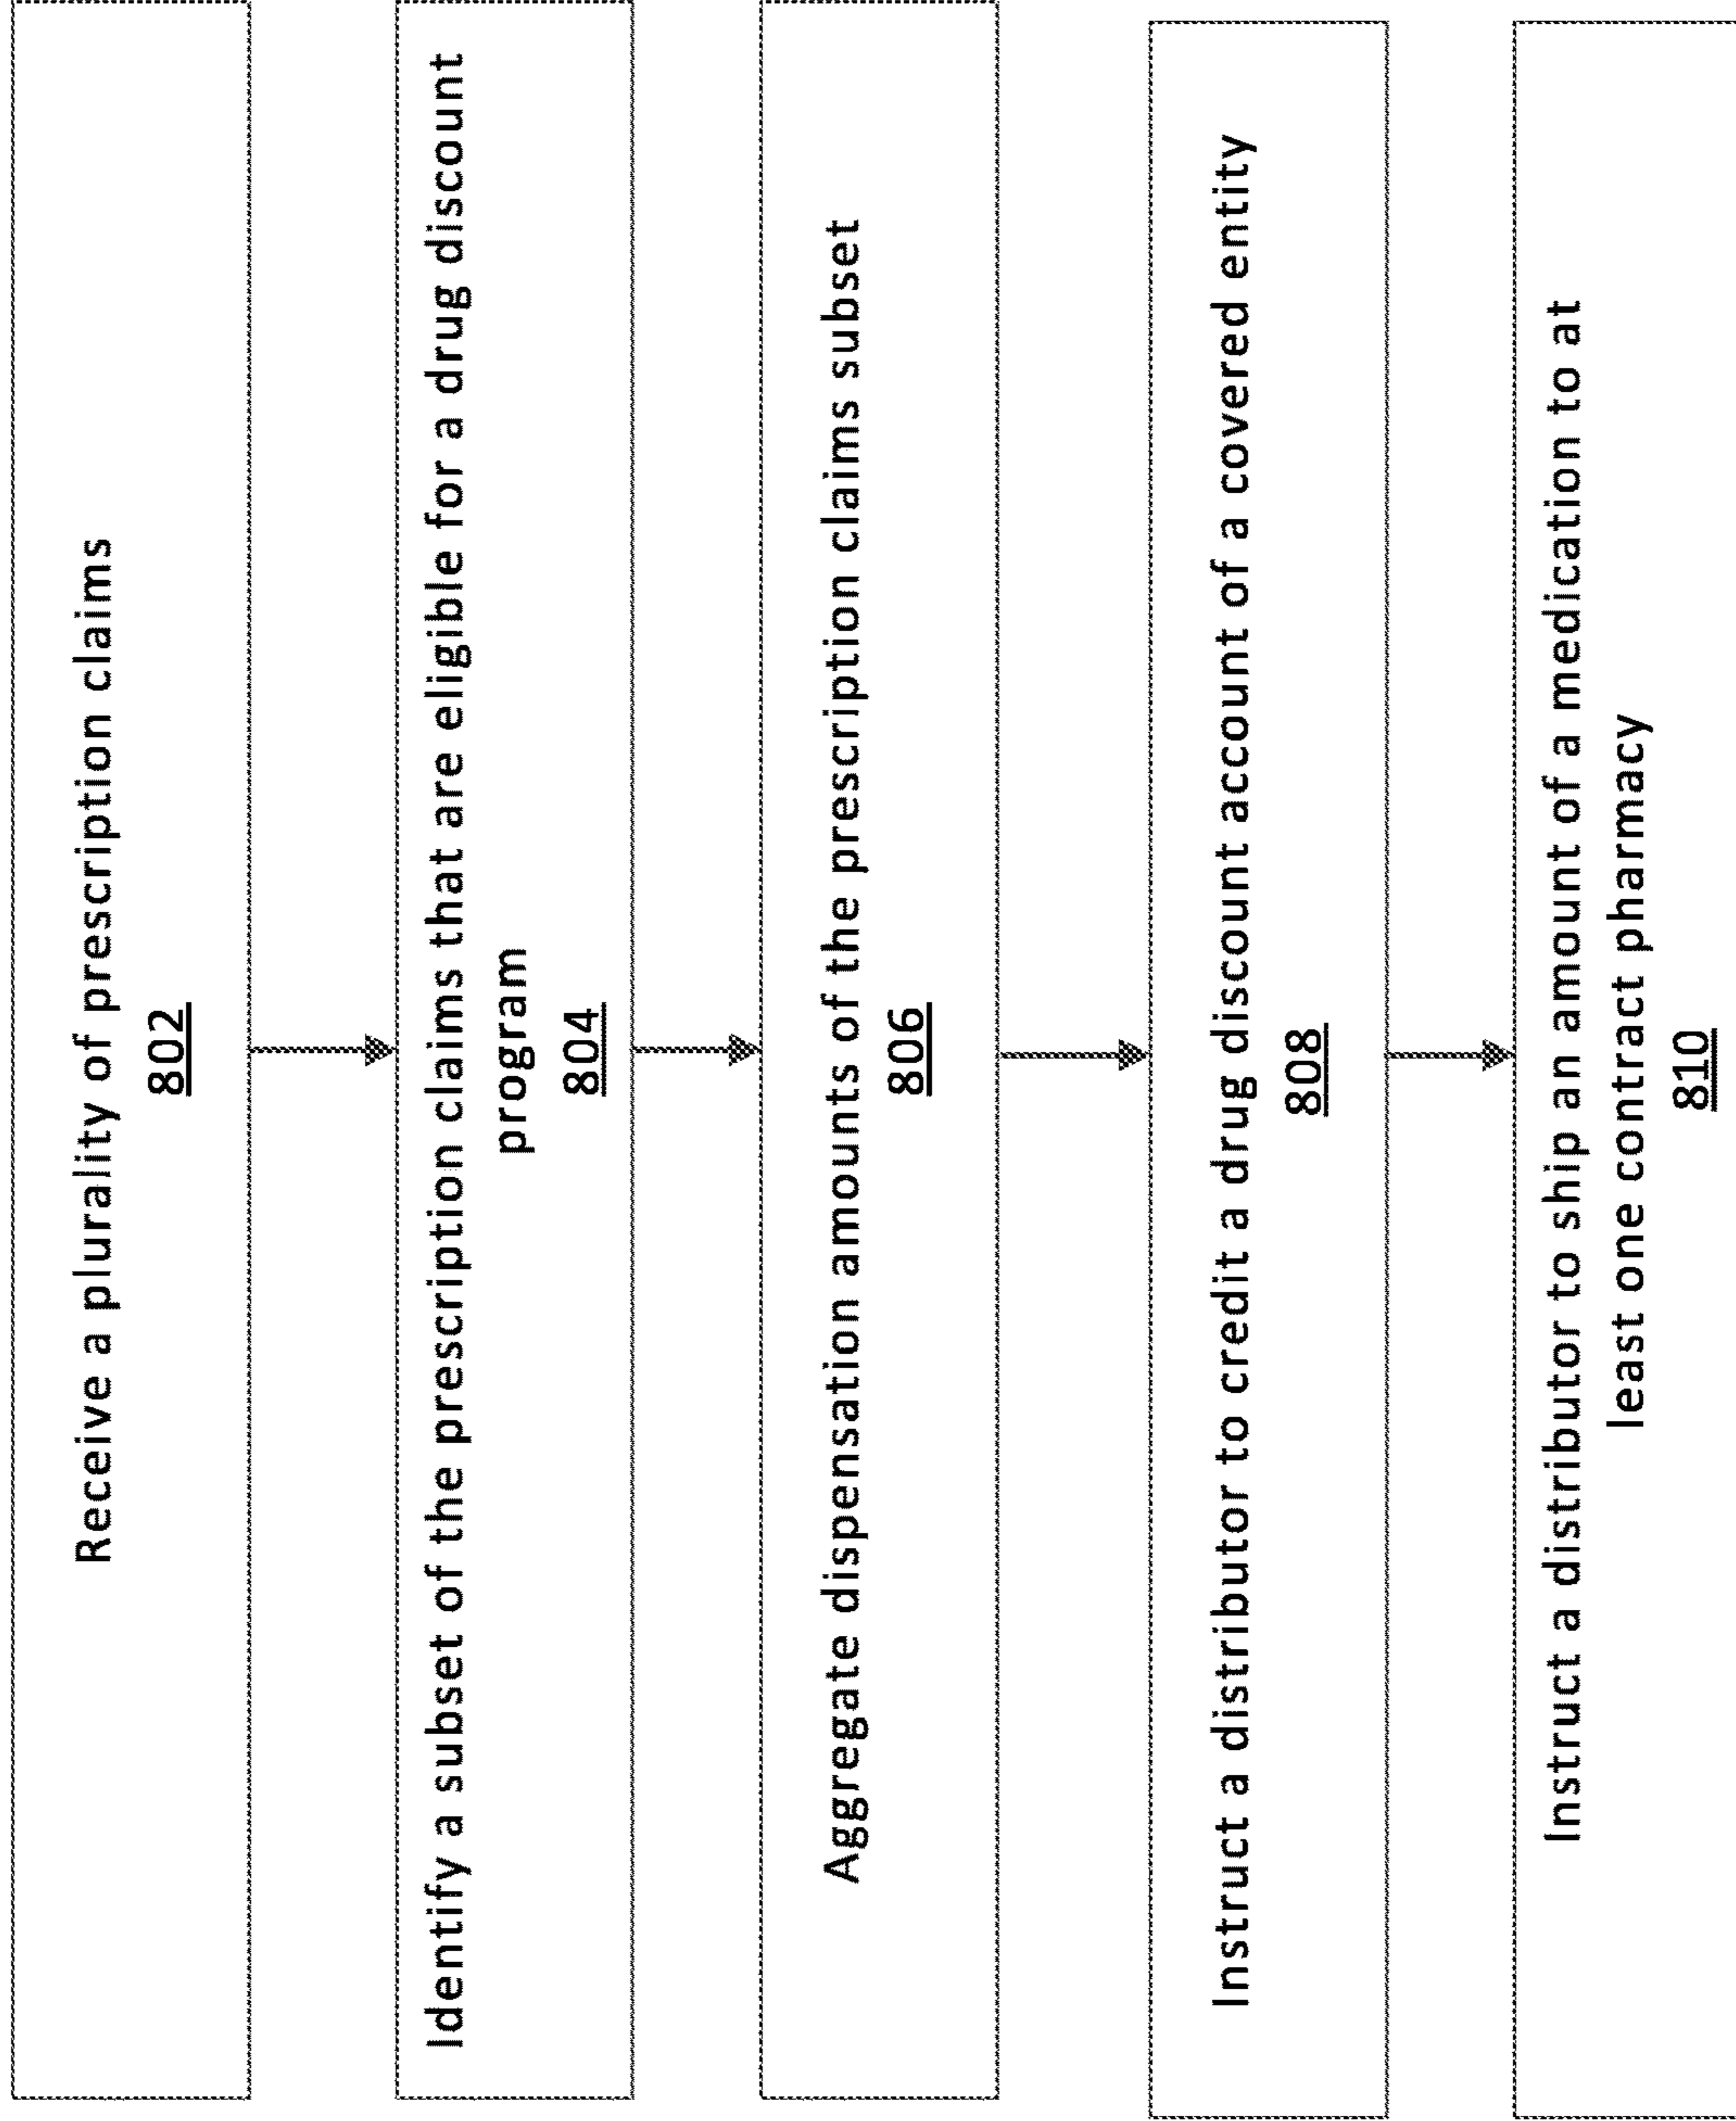 Receive a plurality of prescription claims
802
Identify a subset of the prescription claims that are eligible for a drug discount
program
804
Aggregate dispensation amounts of the prescription claims subset
806
Instruct a distributor to credit a drug discount account of a covered entity
808
Instruct a distributor to ship an amount of a medication to at
least one contract pharmacy
810